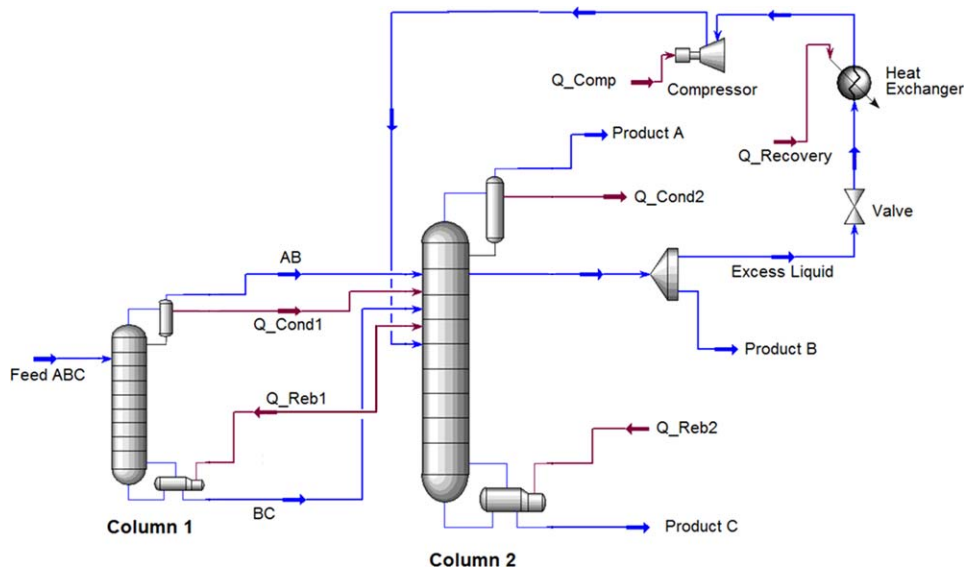 Q_Comp
Compressor
Heat
Exchanger
Product A
Q_Recovery
Q_Cond2
Valve
AB
Excess Liquid
Q_Cond1
Feed ABC
Product B
Q_Reb1
Q_Reb2
BC
Column 1
Product C
Column 2